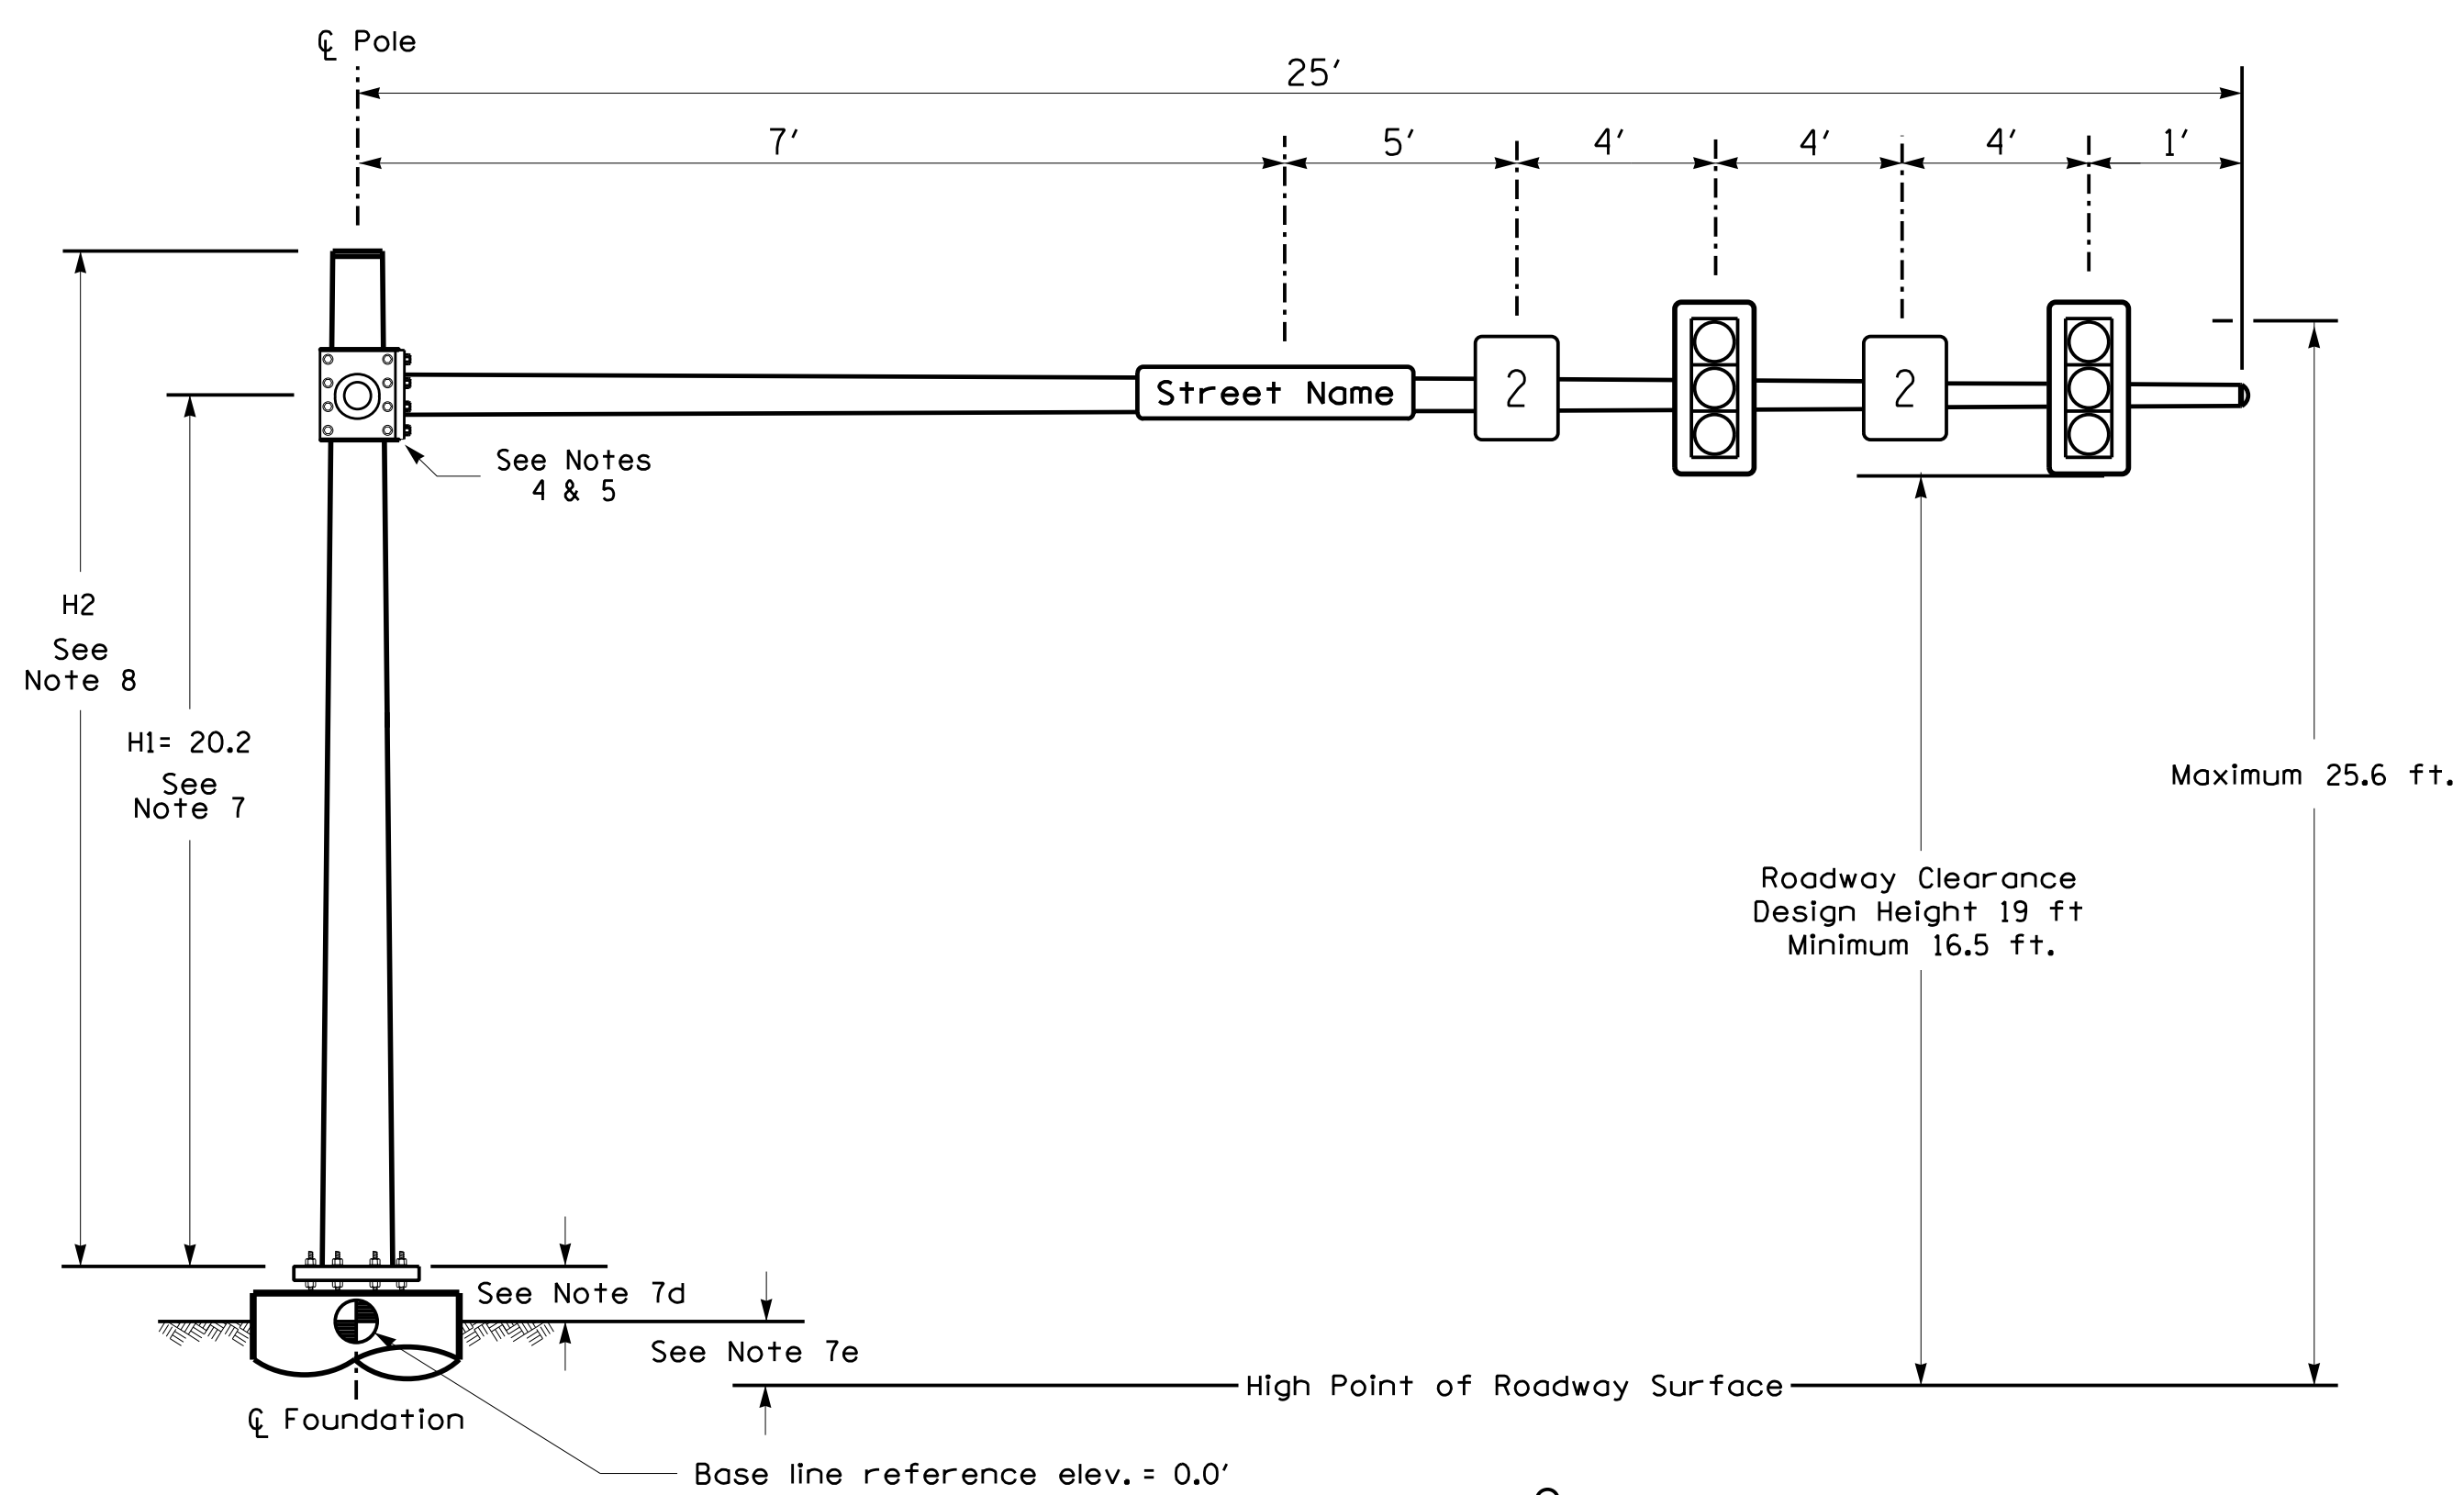 ℄ Pole
25'
7'
5'
4'
4'
4'
1'
Street Name
2
2
See Notes
4 & 5
H2
See
Note 8
H1= 20.2
See
Note 7
Maximum 25.6 ft.
Roadway Clearance
Design Height 19 ft
Minimum 16.5 ft.
See Note 7d
See Note 7e
High Point of Roadway Surface
℄ Foundation
Base line reference elev. = 0.0'